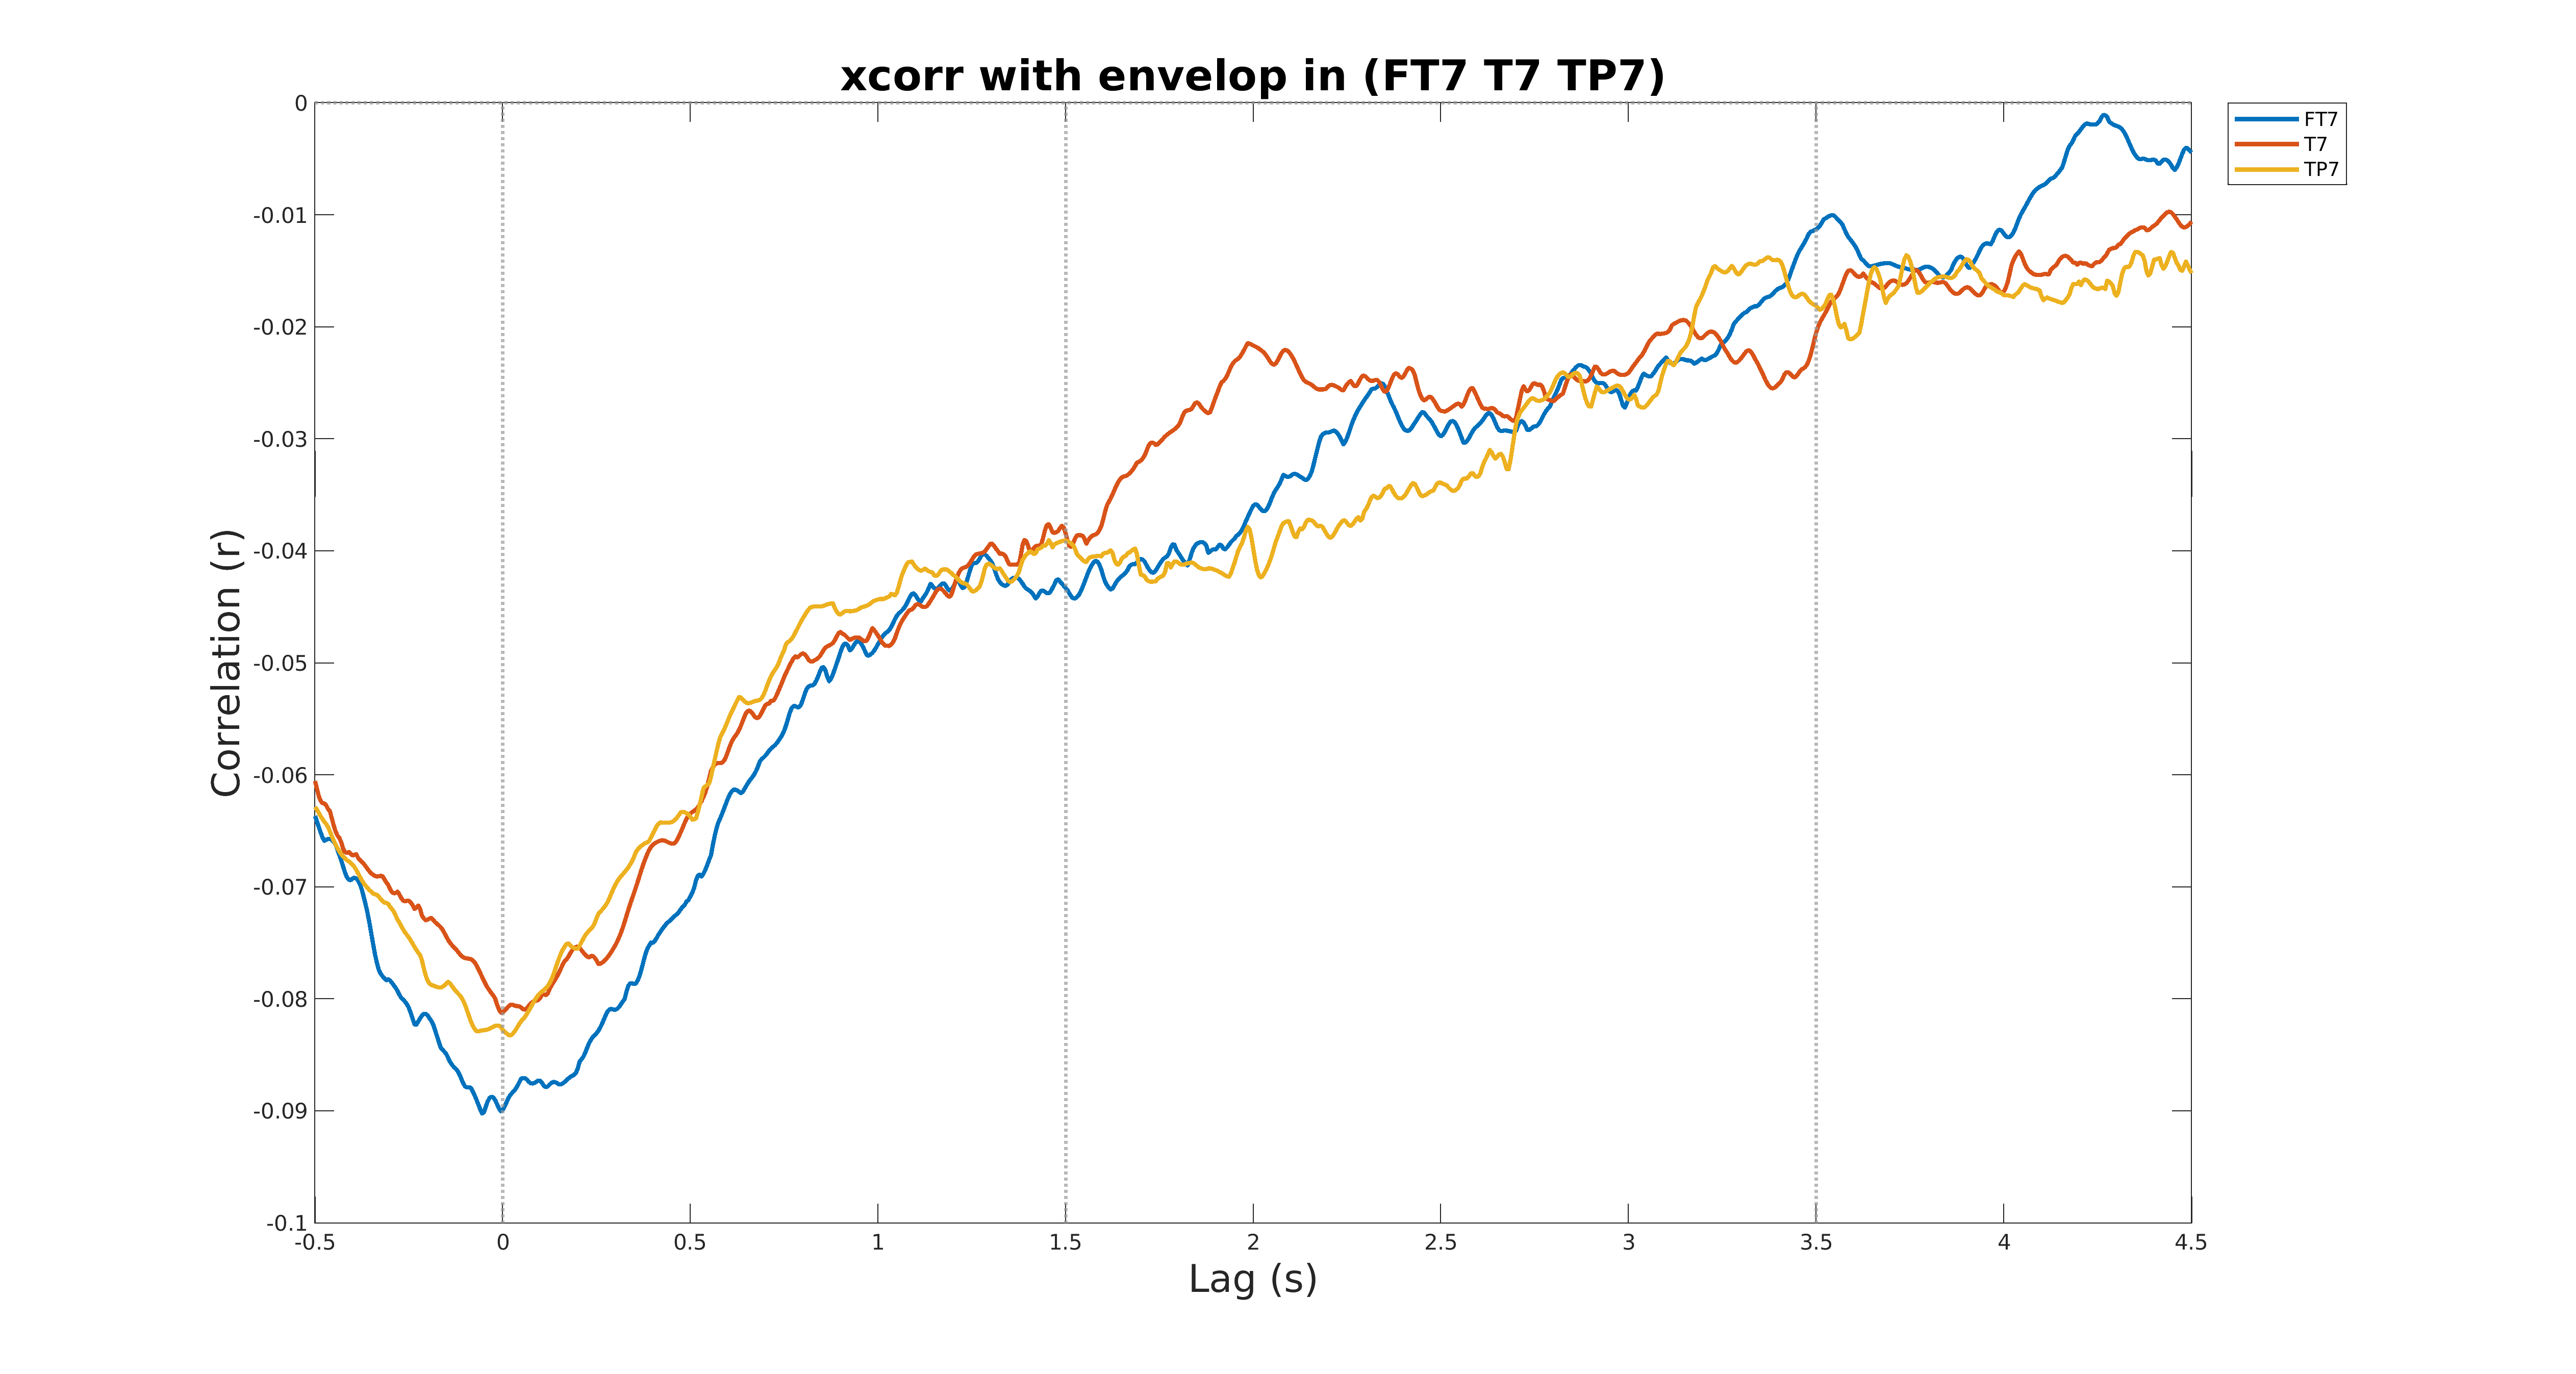 xcorr with envelop in (FT7 T7 TP7)
FT7
T7
TP7
0
-0.01
-0.02
-0.03
-0.04
-0.05
-0.06
-0.07
-0.08
-0.09
-0.1
Correlation (r)
-0.5 0 0.5 1 1.5 2 2.5 3 3.5 4 4.5
Lag (s)